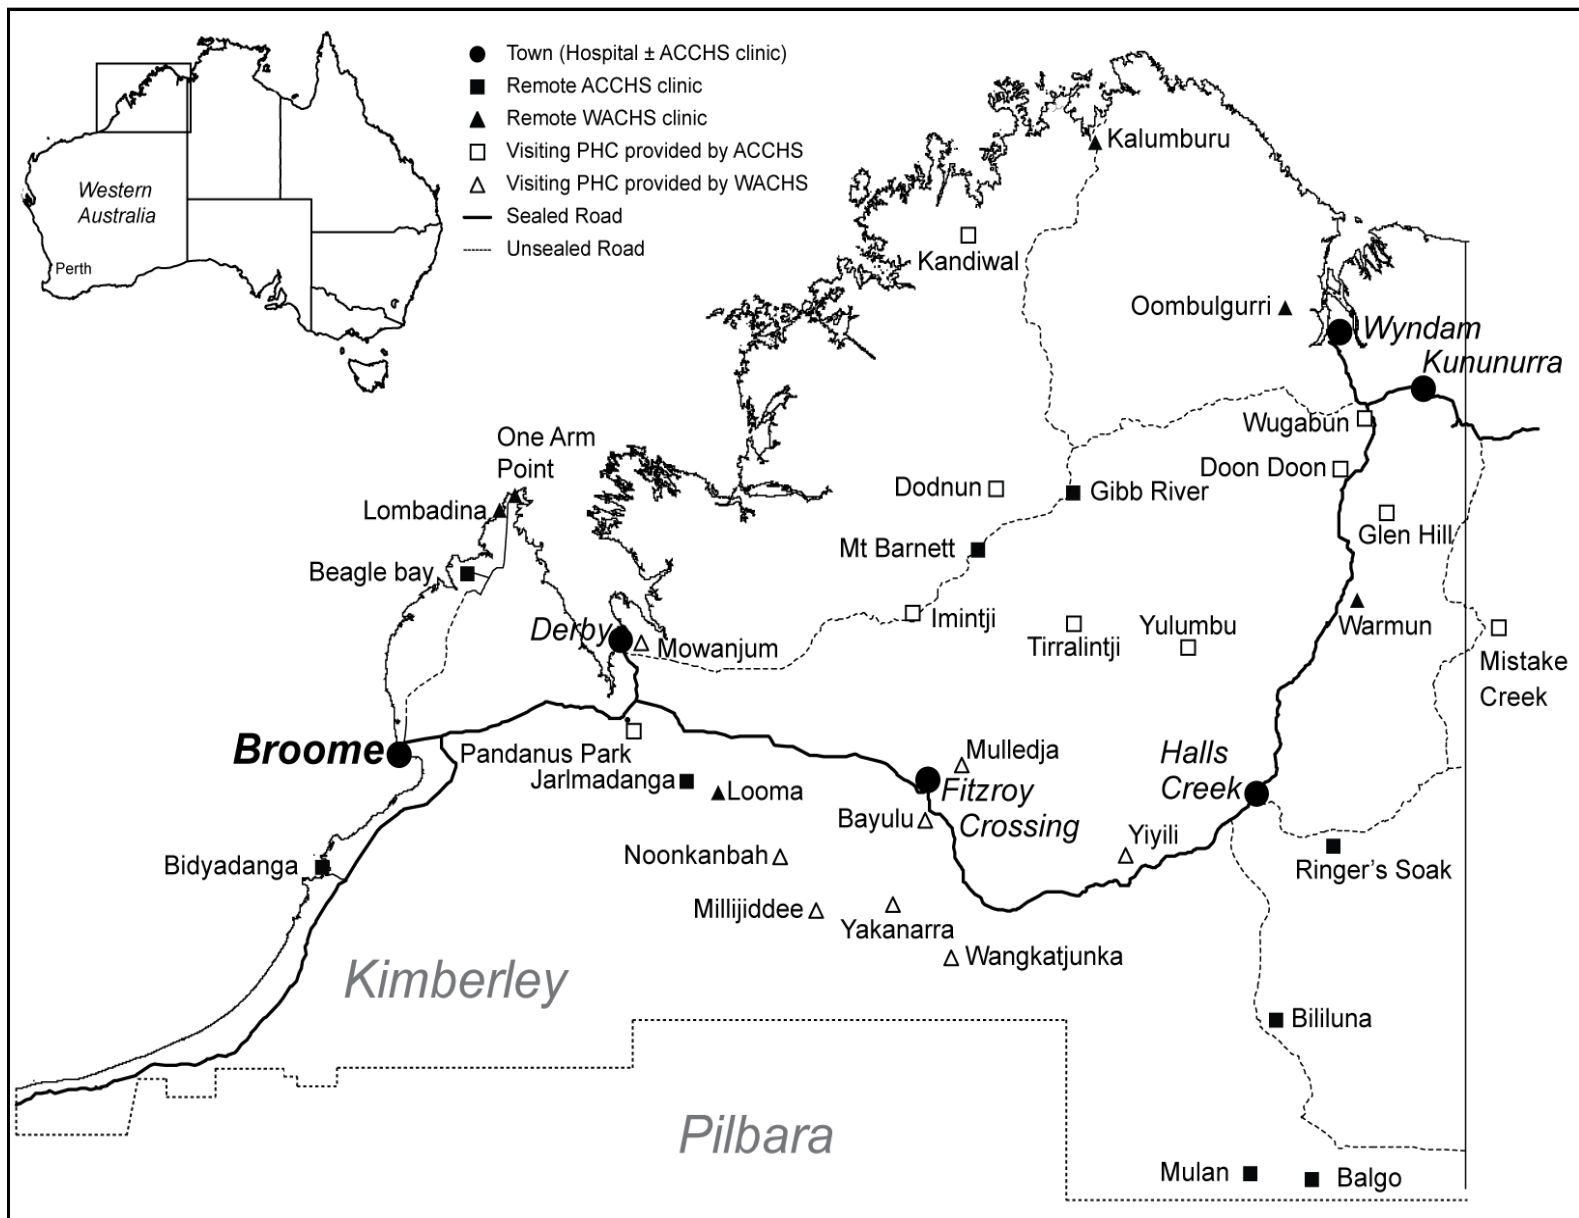 Town (Hospital ± ACCHS clinic)
Remote ACCHS clinic
Remote WACHS clinic
Visiting PHC provided by ACCHS
Visiting PHC provided by WACHS
Sealed Road
Unsealed Road
Western
Australia
Perth
Kalumburu
Kandiwal
Oombulgurri
Wyndam
Kununurra
Wugabun
One Arm
Point
Doon Doon
Lombadina
Dodnun
Gibb River
Glen Hill
Mt Barnett
Beagle bay
Imintji
Derby
Mowanjum
Tirralintji
Yulumbu
Warmun
Mistake
Creek
Broome
Pandanus Park
Mulledja
Halls
Creek
Jarlmadanga
Looma
Fitzroy
Crossing
Bayulu
Yiyili
Noonkanbah
Bidyadanga
Ringer's Soak
Millijiddee
Yakanarra
Wangkatjunka
Kimberley
Bililuna
Pilbara
Mulan
Balgo